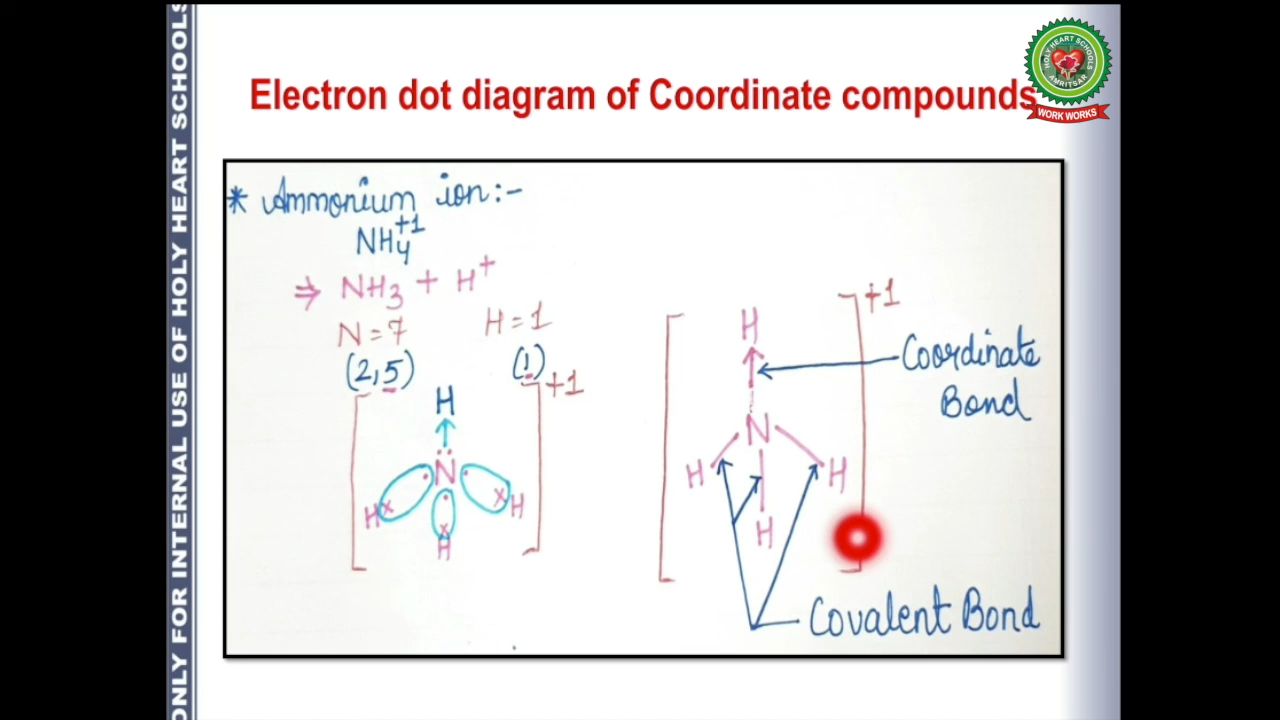 Electron dot diagram of Coordinate compounds
HOLY HEART SCHOOLS
AMRITSAR
WORK WORKS
ONLY FOR INTERNAL USE OF HOLY HEART SCHOOLS
* Ammonium ion:-
NH₄⁺¹
⇒ NH₃ + H⁺
N = 7 H = 1
(2,5) (1)
+1
H
N
H x x H
x
H
+1
H
N
H H
H
Coordinate
Bond
Covalent Bond